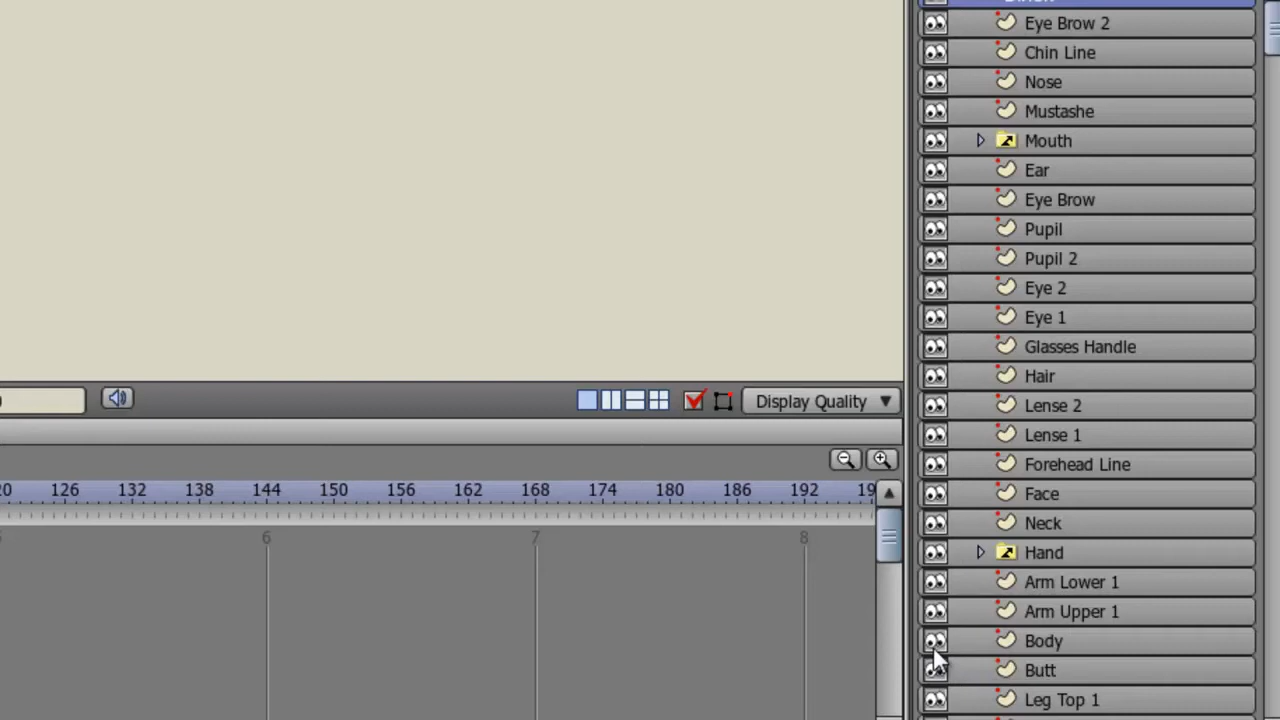 Eye Brow 2
Chin Line
Nose
Mustashe
Mouth
Ear
Eye Brow
Pupil
Pupil 2
Eye 2
Eye 1
Glasses Handle
Hair
Display Quality
Lense 2
Lense 1
Forehead Line
126 132 138 144 150 156 162 168 174 180 186 192
Face
Neck
6 7 8
Hand
Arm Lower 1
Arm Upper 1
Body
Butt
Leg Top 1